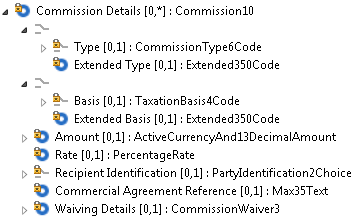 Commission Details [0,*] : Commission10
Type [0,1] : CommissionType6Code
Extended Type [0,1] : Extended350Code
Basis [0,1] : TaxationBasis4Code
Extended Basis [0,1] : Extended350Code
Amount [0,1] : ActiveCurrencyAnd13DecimalAmount
Rate [0,1] : PercentageRate
Recipient Identification [0,1] : PartyIdentification2Choice
Commercial Agreement Reference [0,1] : Max35Text
Waiving Details [0,1] : CommissionWaiver3